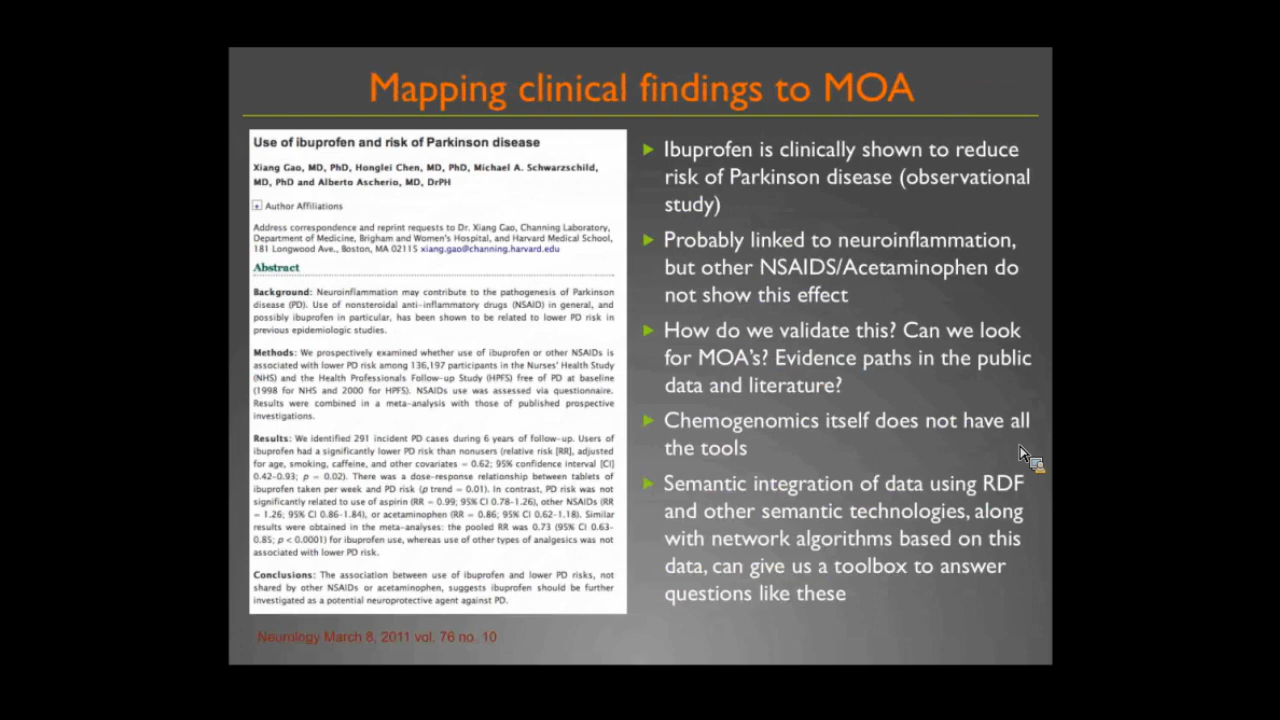 Mapping clinical findings to MOA
Use of ibuprofen and risk of Parkinson disease
Xiang Gao, MD, PhD, Honglei Chen, MD, PhD, Michael A. Schwarzschild,
MD, PhD and Alberto Ascherio, MD, DrPH
Author Affiliations
Address correspondence and reprint requests to Dr. Xiang Gao, Channing Laboratory,
Department of Medicine, Brigham and Women's Hospital, and Harvard Medical School,
181 Longwood Ave., Boston, MA 02115 xiang.gao@channing.harvard.edu
Abstract
Background: Neuroinflammation may contribute to the pathogenesis of Parkinson
disease (PD). Use of nonsteroidal anti-inflammatory drugs (NSAID) in general, and
possibly ibuprofen in particular, has been shown to be related to lower PD risk in
previous epidemiologic studies.
Methods: We prospectively examined whether use of ibuprofen or other NSAIDs is
associated with lower PD risk among 136,197 participants in the Nurses' Health Study
(NHS) and the Health Professionals Follow-up Study (HPFS) free of PD at baseline
(1998 for NHS and 2000 for HPFS). NSAIDs use was assessed via questionnaire.
Results were combined in a meta-analysis with those of published prospective
investigations.
Results: We identified 291 incident PD cases during 6 years of follow-up. Users of
ibuprofen had a significantly lower PD risk than nonusers (relative risk [RR], adjusted
for age, smoking, caffeine, and other covariates = 0.62; 95% confidence interval [CI]
0.42-0.93; p = 0.02). There was a dose-response relationship between tablets of
ibuprofen taken per week and PD risk (p trend = 0.01). In contrast, PD risk was not
significantly related to use of aspirin (RR = 0.99; 95% CI 0.78-1.26), other NSAIDs (RR
= 1.26; 95% CI 0.86-1.84), or acetaminophen (RR = 0.86; 95% CI 0.62-1.18). Similar
results were obtained in the meta-analyses: the pooled RR was 0.73 (95% CI 0.63-
0.85; p < 0.0001) for ibuprofen use, whereas use of other types of analgesics was not
associated with lower PD risk.
Conclusions: The association between use of ibuprofen and lower PD risks, not
shared by other NSAIDs or acetaminophen, suggests ibuprofen should be further
investigated as a potential neuroprotective agent against PD.
Neurology March 8, 2011 vol. 76 no. 10
Ibuprofen is clinically shown to reduce
risk of Parkinson disease (observational
study)
Probably linked to neuroinflammation,
but other NSAIDS/Acetaminophen do
not show this effect
How do we validate this? Can we look
for MOA's? Evidence paths in the public
data and literature?
Chemogenomics itself does not have all
the tools
Semantic integration of data using RDF
and other semantic technologies, along
with network algorithms based on this
data, can give us a toolbox to answer
questions like these